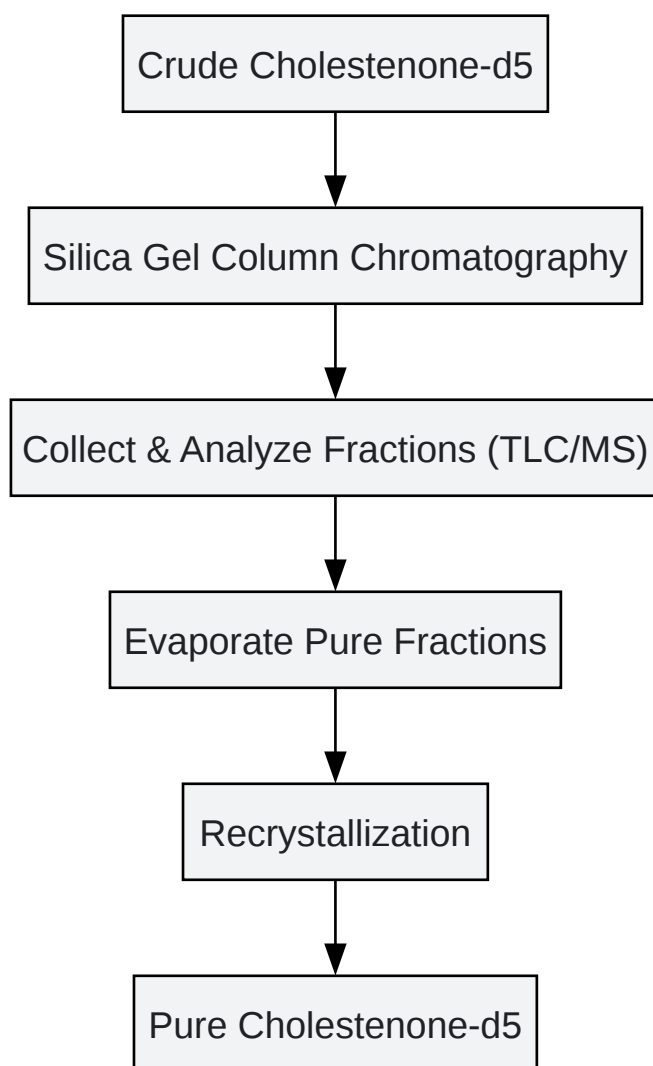 Crude Cholestenone-d5
Silica Gel Column Chromatography
Collect & Analyze Fractions (TLC/MS)
Evaporate Pure Fractions
Recrystallization
Pure Cholestenone-d5